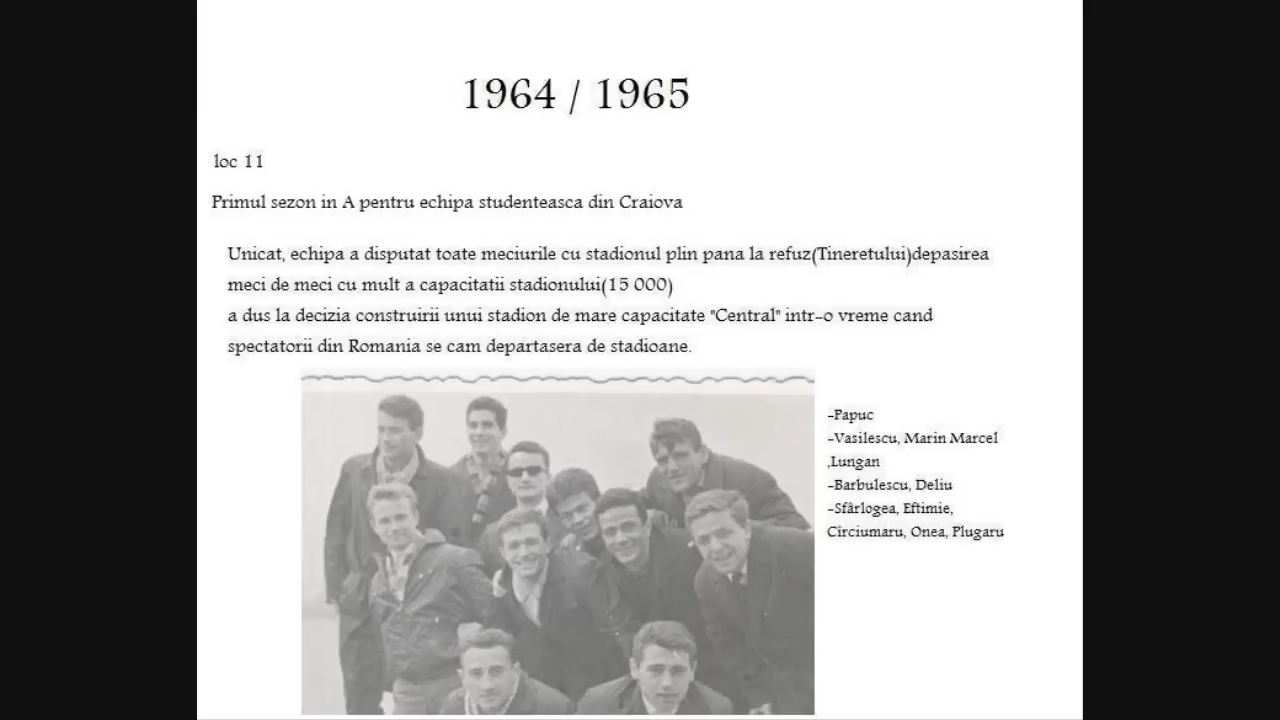 1964 / 1965
loc 11
Primul sezon in A pentru echipa studenteasca din Craiova
Unicat, echipa a disputat toate meciurile cu stadionul plin pana la refuz(Tineretului)depasirea
meci de meci cu mult a capacitatii stadionului(15 000)
a dus la decizia construirii unui stadion de mare capacitate "Central" intr-o vreme cand
spectatorii din Romania se cam departasera de stadioane.
-Papuc
-Vasilescu, Marin Marcel
,Lungan
-Barbulescu, Deliu
-Sfârlogea, Eftimie,
Cîrciumaru, Onea, Plugaru